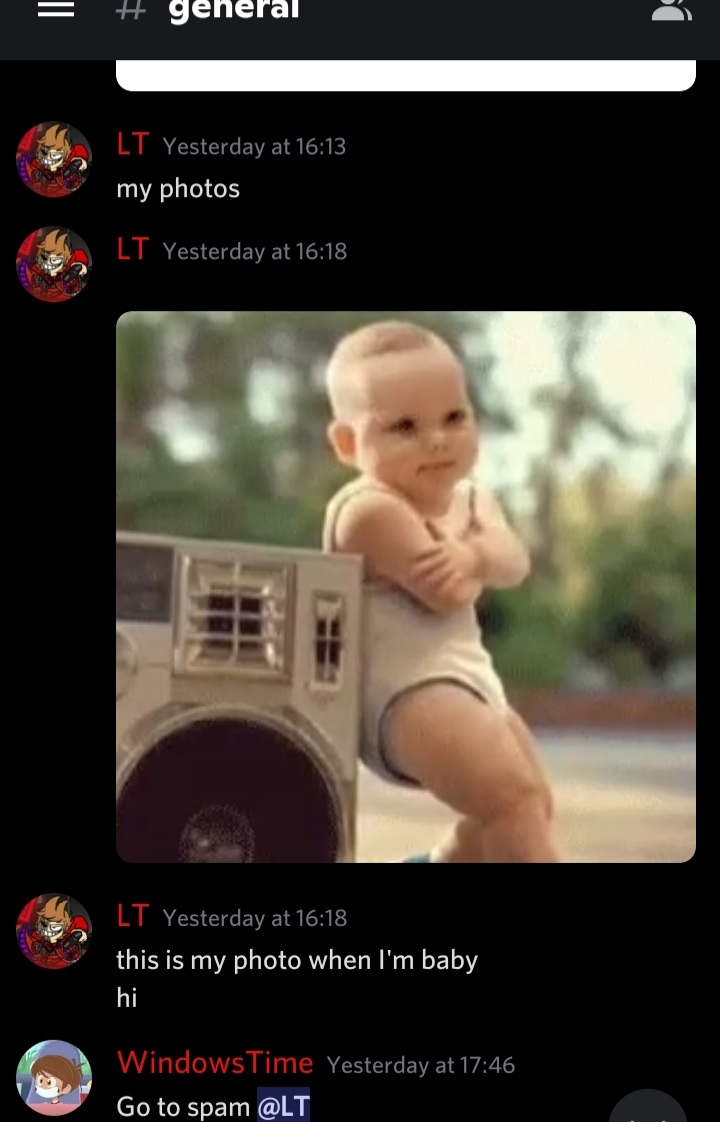 # general
LT Yesterday at 16:13
my photos
LT Yesterday at 16:18
LT Yesterday at 16:18
this is my photo when I'm baby
hi
WindowsTime Yesterday at 17:46
Go to spam @LT